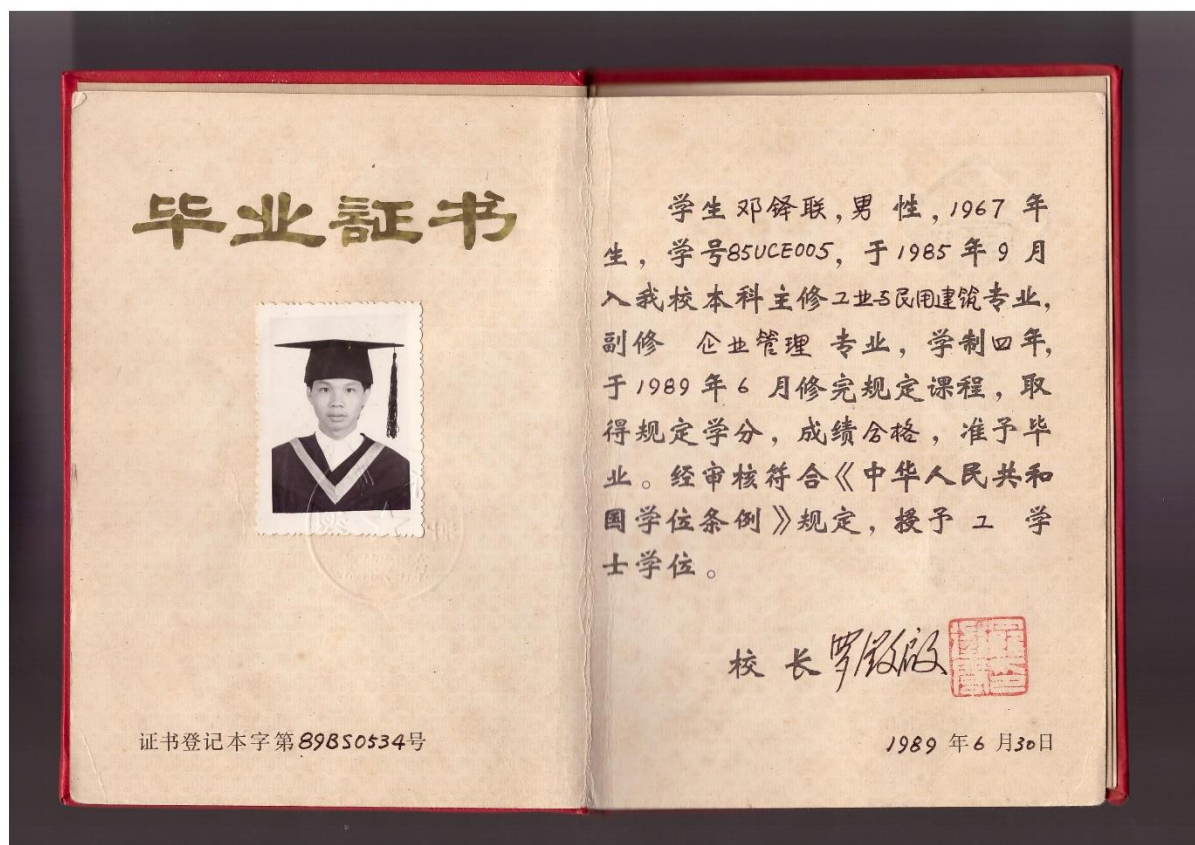 毕业証书
证书登记本字第89BS0534号
学生邓铎联,男性,1967年
生,学号85UCE005,于1985年9月
入我校本科主修工业与民用建筑专业,
副修 企业管理 专业,学制四年,
于1989年6月修完规定课程,取
得规定学分,成绩合格,准予毕
业。经审核符合《中华人民共和
国学位条例》规定,授予 工 学
士学位。
校长
1989年6月30日